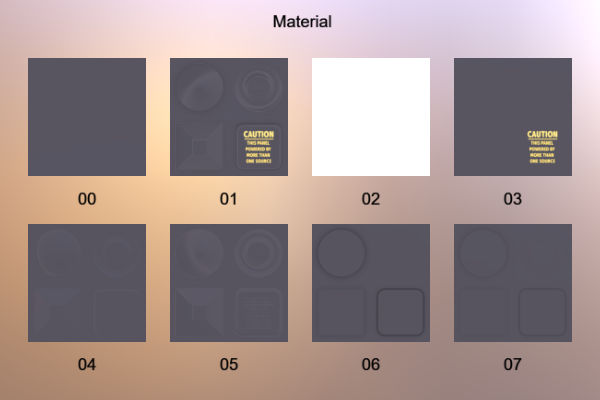 Material
CAUTION
THIS PANEL
POWERED BY
MORE THAN
ONE SOURCE
CAUTION
THIS PANEL
POWERED BY
MORE THAN
ONE SOURCE
00
01
02
03
04
05
06
07